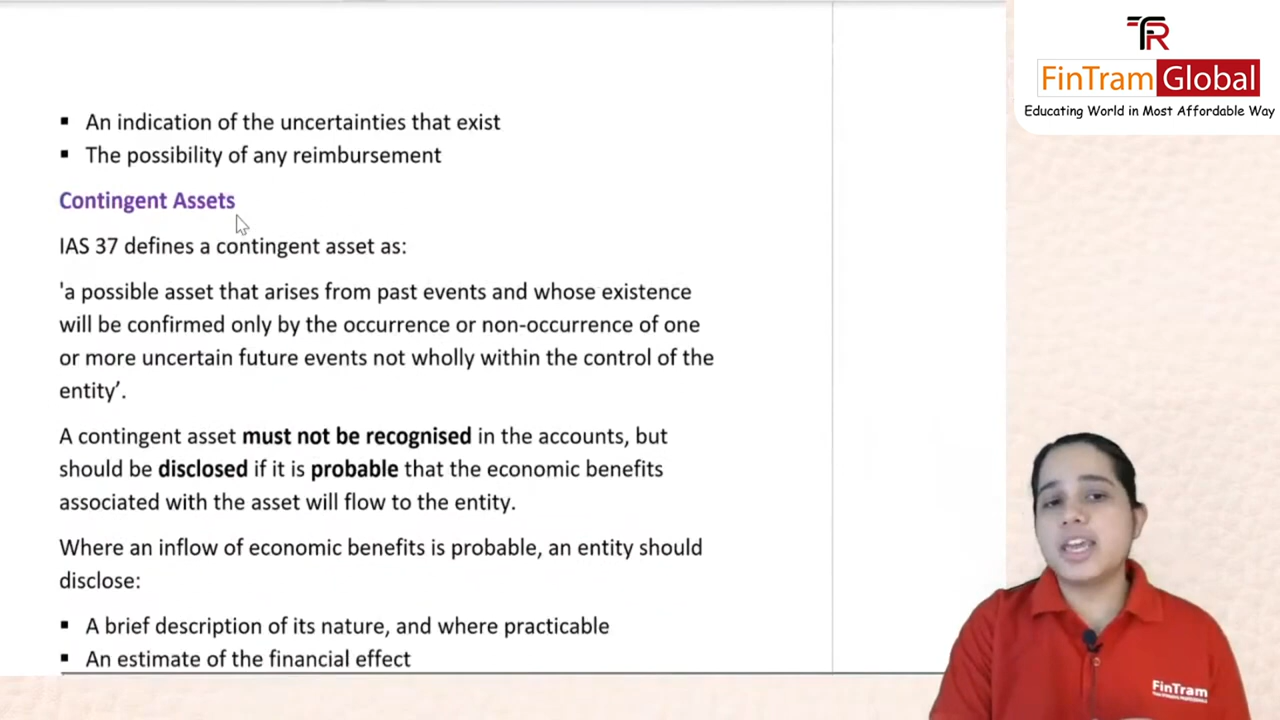 TR
FinTram Global
Educating World in Most Affordable Way
▪ An indication of the uncertainties that exist
▪ The possibility of any reimbursement
Contingent Assets
IAS 37 defines a contingent asset as:
'a possible asset that arises from past events and whose existence
will be confirmed only by the occurrence or non-occurrence of one
or more uncertain future events not wholly within the control of the
entity’.
A contingent asset must not be recognised in the accounts, but
should be disclosed if it is probable that the economic benefits
associated with the asset will flow to the entity.
Where an inflow of economic benefits is probable, an entity should
disclose:
▪ A brief description of its nature, and where practicable
▪ An estimate of the financial effect
FinTram